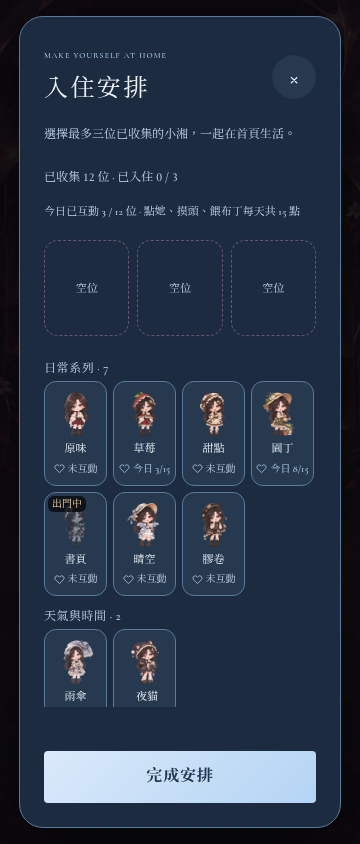 MAKE YOURSELF AT HOME
入住安排
×
選擇最多三位已收集的小湘，一起在首頁生活。
已收集 12 位 · 已入住 0 / 3
今日已互動 3 / 12 位 · 點她、摸頭、餵布丁每天共 15 點
空位 空位 空位
日常系列 · 7
原味 草莓 甜點 園丁
♡ 未互動 ♡ 今日 3/15 ♡ 未互動 ♡ 今日 8/15
出門中
書頁 晴空 膠卷
♡ 未互動 ♡ 未互動 ♡ 未互動
天氣與時間 · 2
雨傘 夜貓
完成安排